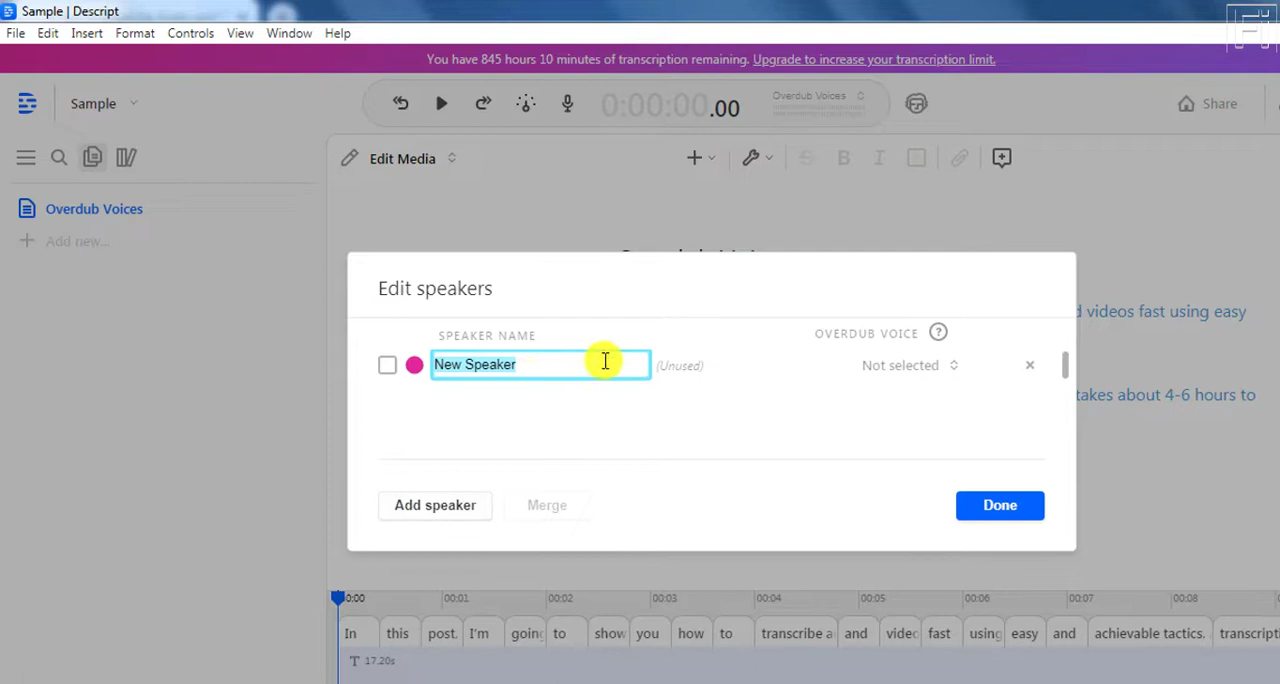 Sample | Descript
File Edit Insert Format Controls View Window Help
You have 845 hours 10 minutes of transcription remaining. Upgrade to increase your transcription limit.
Sample
0:00:00.00
Overdub Voices
Share
Edit Media
B I
Overdub Voices
Add new...
d videos fast using easy
takes about 4-6 hours to
Edit speakers
SPEAKER NAME
OVERDUB VOICE ?
New Speaker (Unused) Not selected
Add speaker Merge Done
0:00 00:01 00:02 00:03 00:04 00:05 00:06 00:07 00:08
In this post. I'm going to show you how to transcribe a and video fast using easy and achievable tactics. transcripti
T 17.20s